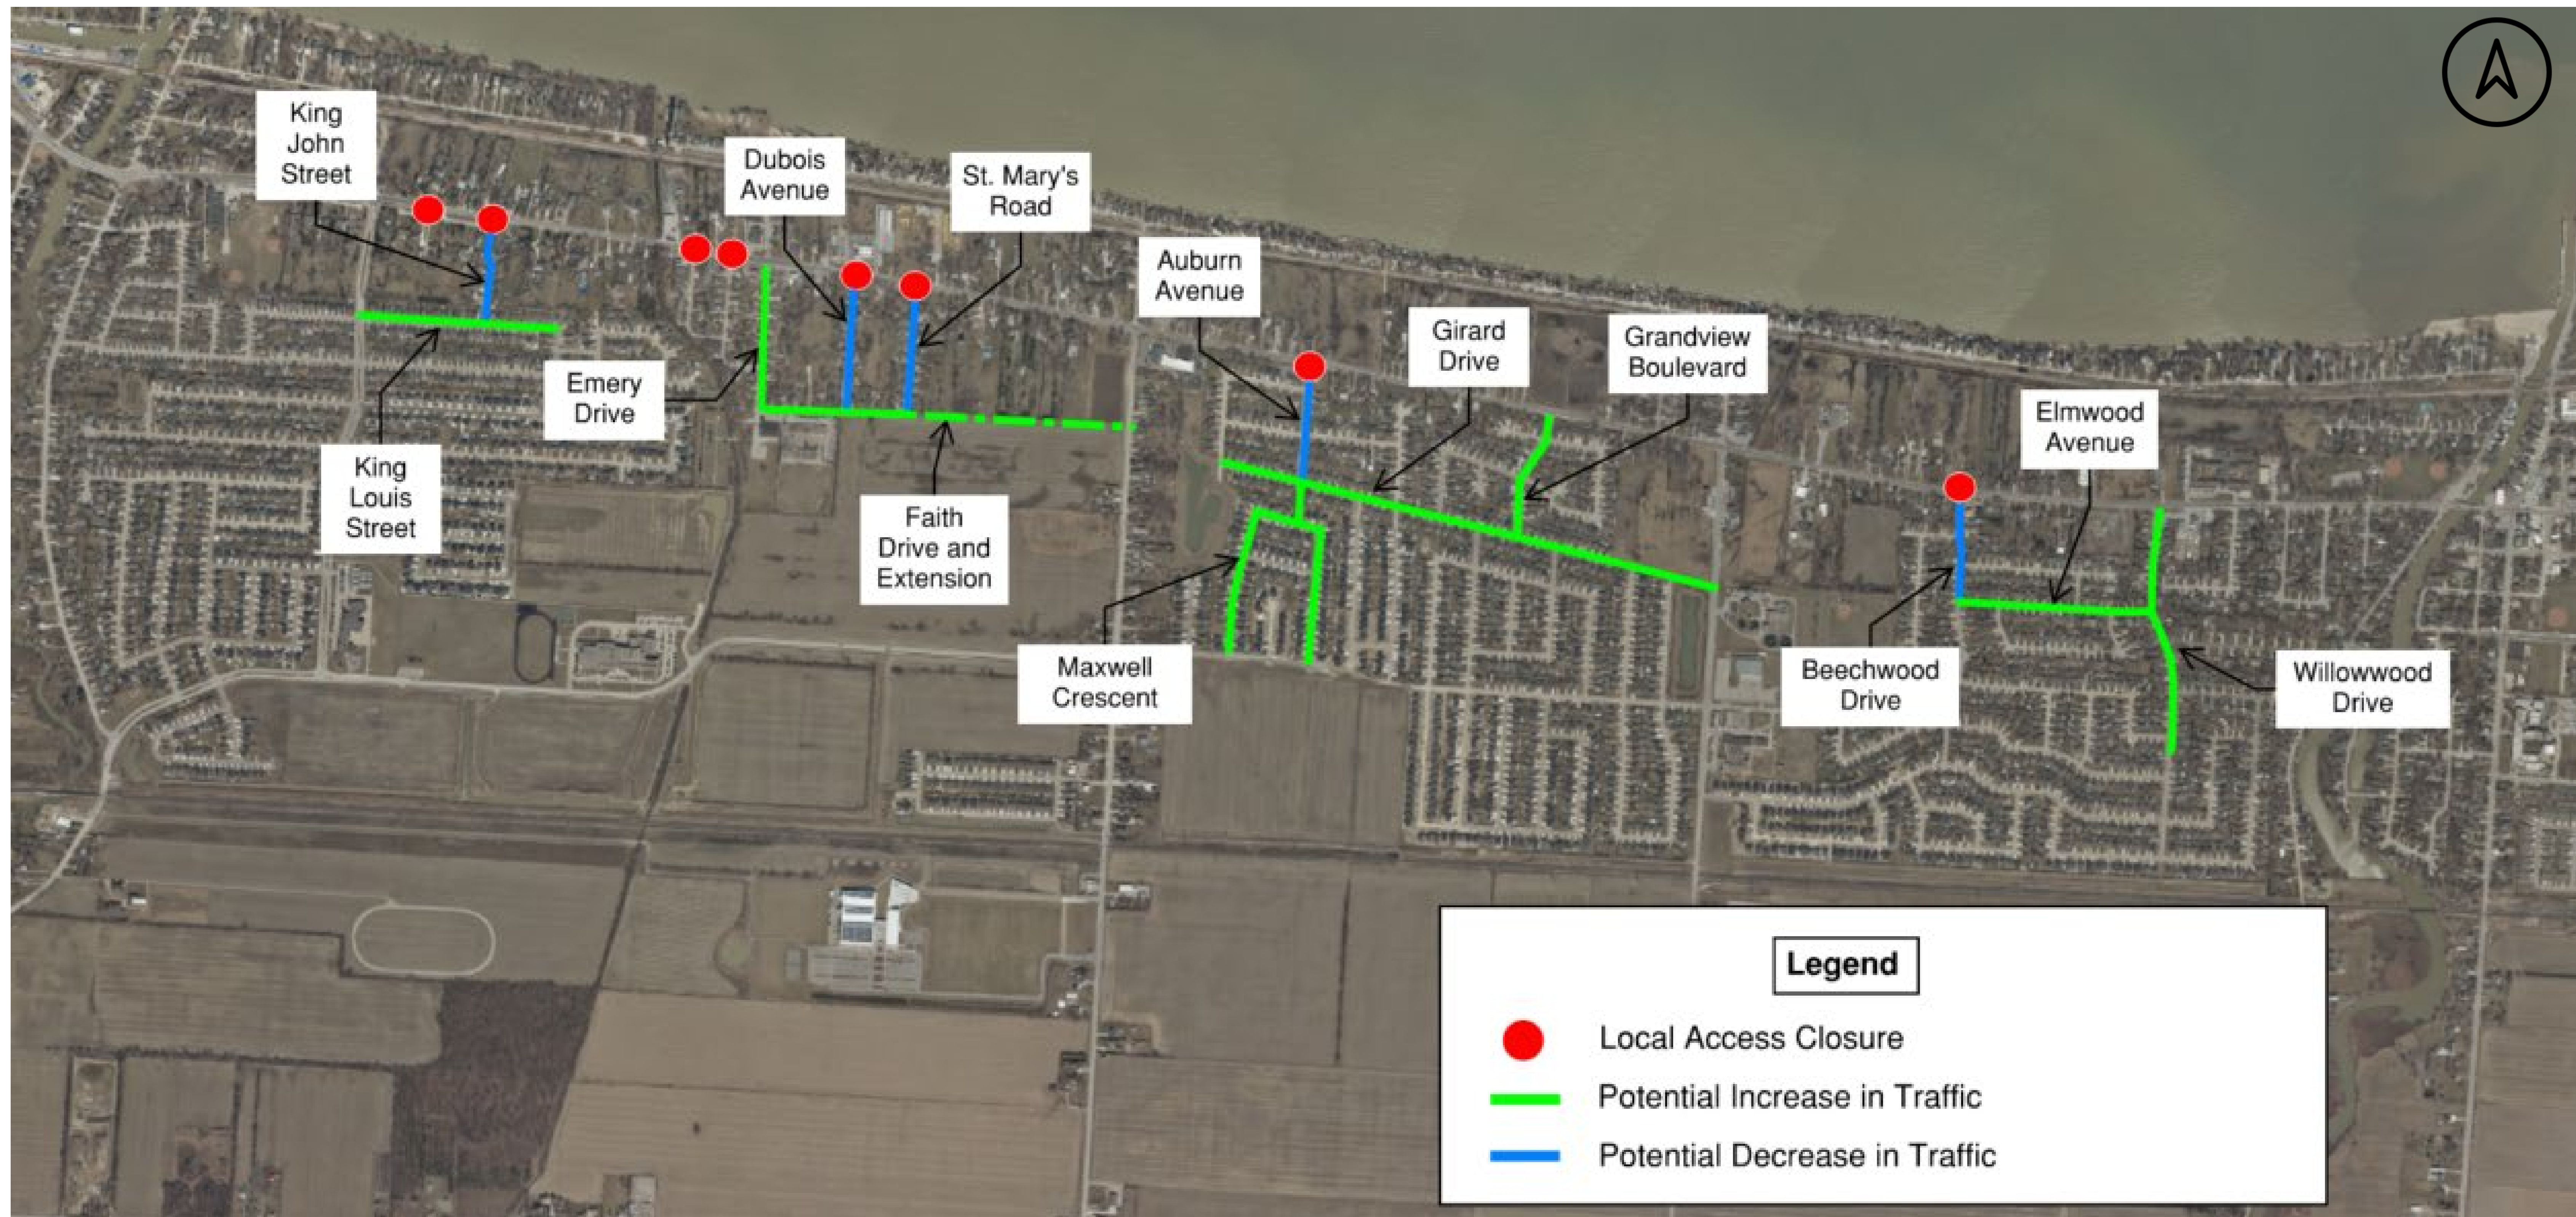 King
John
Street
Dubois
Avenue
St. Mary's
Road
Auburn
Avenue
Girard
Drive
Grandview
Boulevard
Emery
Drive
Elmwood
Avenue
King
Louis
Street
Faith
Drive and
Extension
Maxwell
Crescent
Beechwood
Drive
Willowwood
Drive
Legend
Local Access Closure
Potential Increase in Traffic
Potential Decrease in Traffic